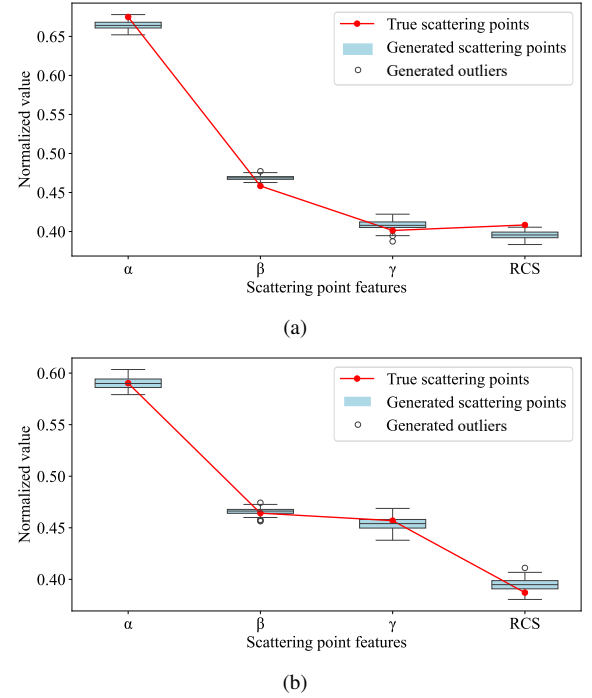 True scattering points
Generated scattering points
Generated outliers
0.65
0.60
0.55
0.50
0.45
0.40
Normalized value
α β γ RCS
Scattering point features
(a)
True scattering points
Generated scattering points
Generated outliers
0.60
0.55
0.50
0.45
0.40
Normalized value
α β γ RCS
Scattering point features
(b)